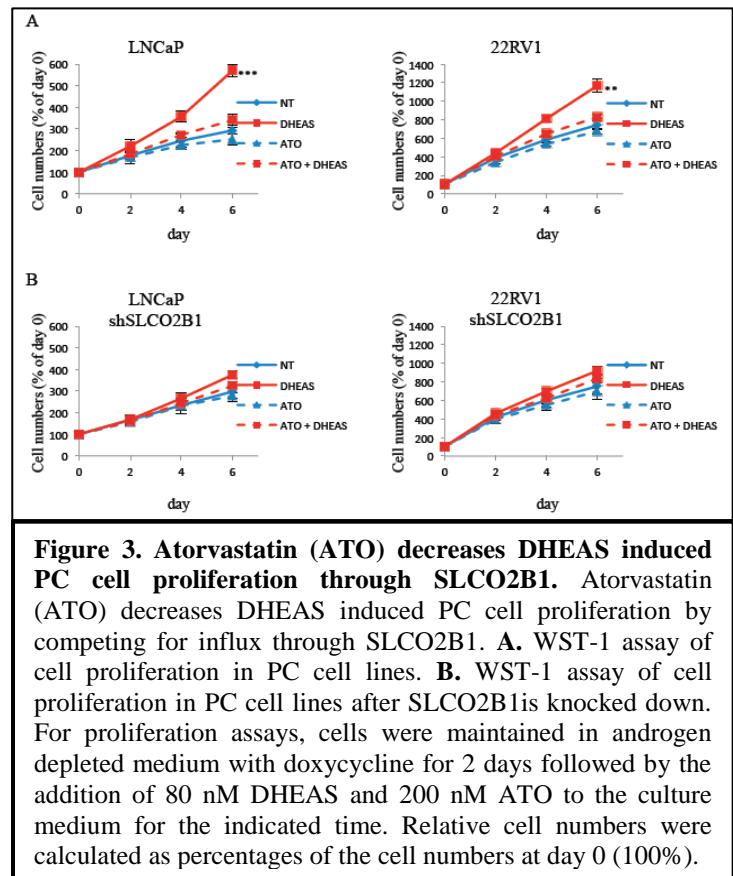 A
LNCaP
22RV1
Cell numbers (% of day 0)
600
500
400
300
200
100
0
***
NT
DHEAS
ATO
ATO + DHEAS
0 2 4 6
day
Cell numbers (% of day 0)
1400
1200
1000
800
600
400
200
0
**
NT
DHEAS
ATO
ATO + DHEAS
0 2 4 6
day
B
LNCaP
shSLCO2B1
22RV1
shSLCO2B1
Cell numbers (% of day 0)
600
500
400
300
200
100
0
NT
DHEAS
ATO
ATO + DHEAS
0 2 4 6
day
Cell numbers (% of day 0)
1400
1200
1000
800
600
400
200
0
NT
DHEAS
ATO
ATO + DHEAS
0 2 4 6
day
Figure 3. Atorvastatin (ATO) decreases DHEAS induced
PC cell proliferation through SLCO2B1. Atorvastatin
(ATO) decreases DHEAS induced PC cell proliferation by
competing for influx through SLCO2B1. A. WST-1 assay of
cell proliferation in PC cell lines. B. WST-1 assay of cell
proliferation in PC cell lines after SLCO2B1is knocked down.
For proliferation assays, cells were maintained in androgen
depleted medium with doxycycline for 2 days followed by the
addition of 80 nM DHEAS and 200 nM ATO to the culture
medium for the indicated time. Relative cell numbers were
calculated as percentages of the cell numbers at day 0 (100%).